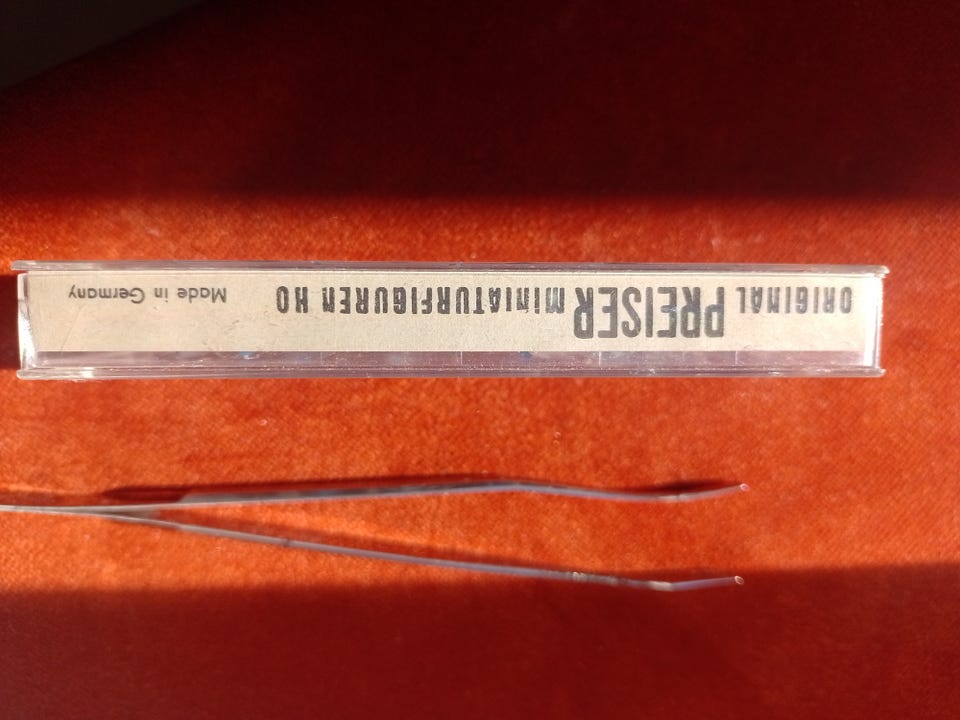 ORIGINAL PREISER MINIATURFIGUREN HO Made in Germany